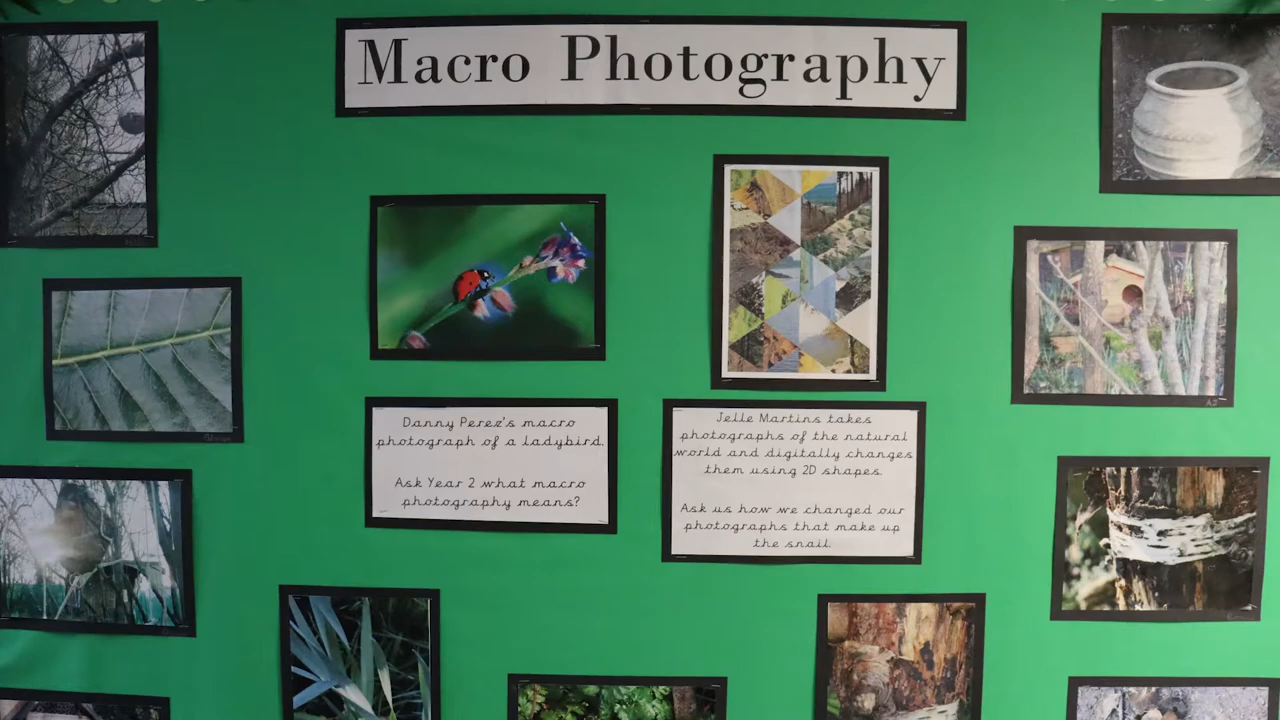 Macro Photography
Danny Perez's macro
photograph of a ladybird.
Ask Year 2 what macro
photography means?
Jelle Martins takes
photographs of the natural
world and digitally changes
them using 2D shapes.
Ask us how we changed our
photographs that make up
the snail.